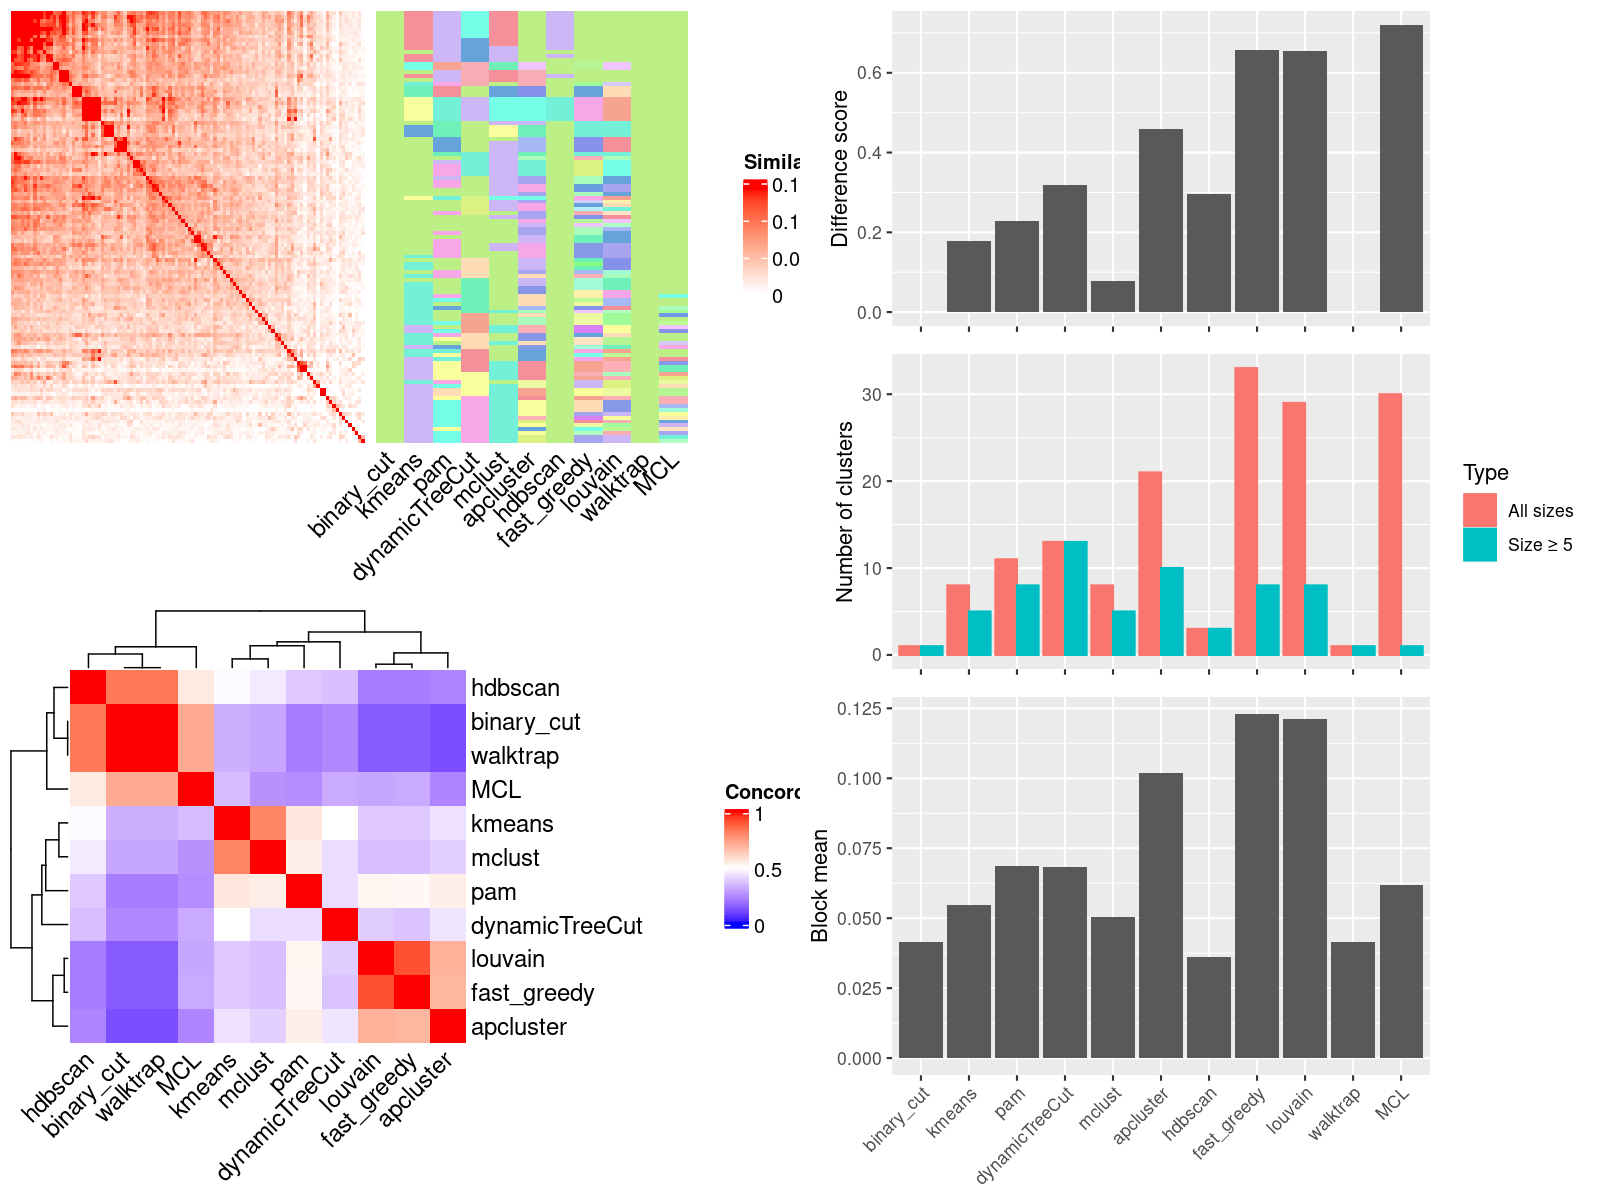 Simila
0.1
0.1
0.0
0
binary_cut
kmeans
pam
dynamicTreeCut
mclust
apcluster
hdbscan
fast_greedy
louvain
walktrap
MCL
hdbscan
binary_cut
walktrap
MCL
kmeans
mclust
pam
dynamicTreeCut
louvain
fast_greedy
apcluster
hdbscan
binary_cut
walktrap
MCL
kmeans
mclust
pam
dynamicTreeCut
louvain
fast_greedy
apcluster
Concord
1
0.5
0
Difference score
0.6
0.4
0.2
0.0
Number of clusters
30
20
10
0
Type
All sizes
Size ≥ 5
Block mean
0.125
0.100
0.075
0.050
0.025
0.000
binary_cut
kmeans
pam
dynamicTreeCut
mclust
apcluster
hdbscan
fast_greedy
louvain
walktrap
MCL